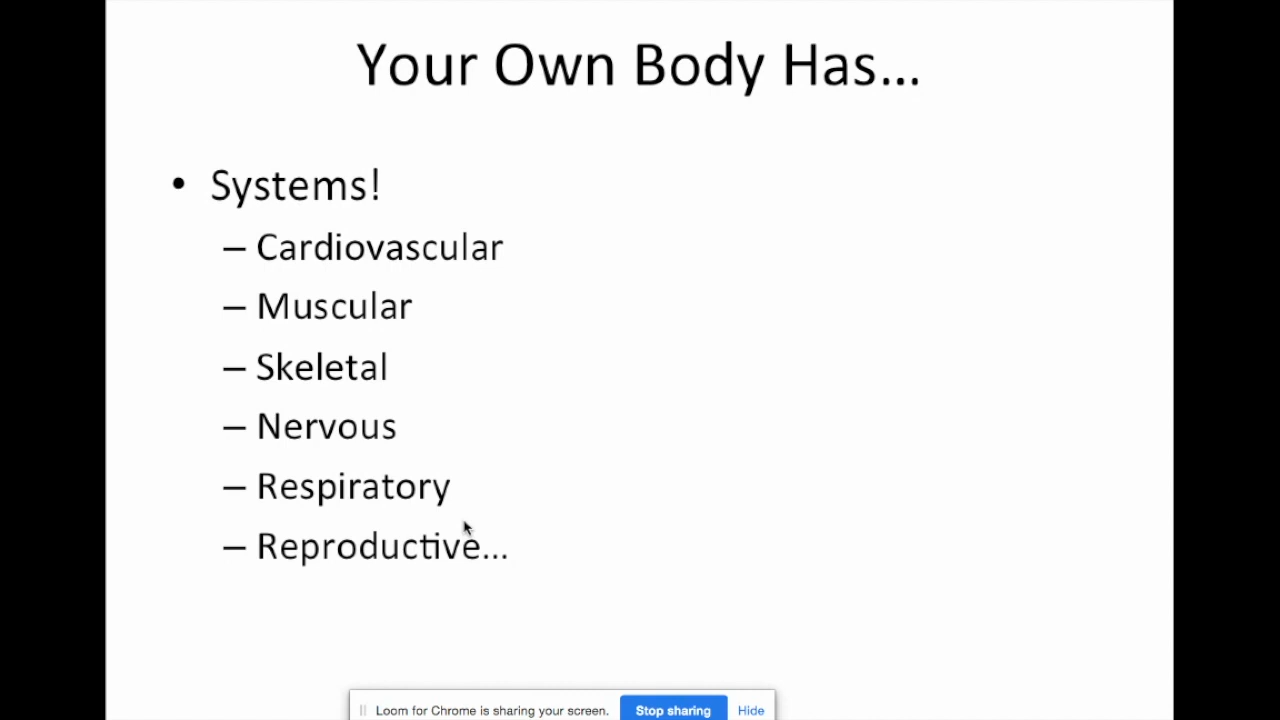 Your Own Body Has…
• Systems!
– Cardiovascular
– Muscular
– Skeletal
– Nervous
– Respiratory
– Reproductive…
Loom for Chrome is sharing your screen. Stop sharing Hide